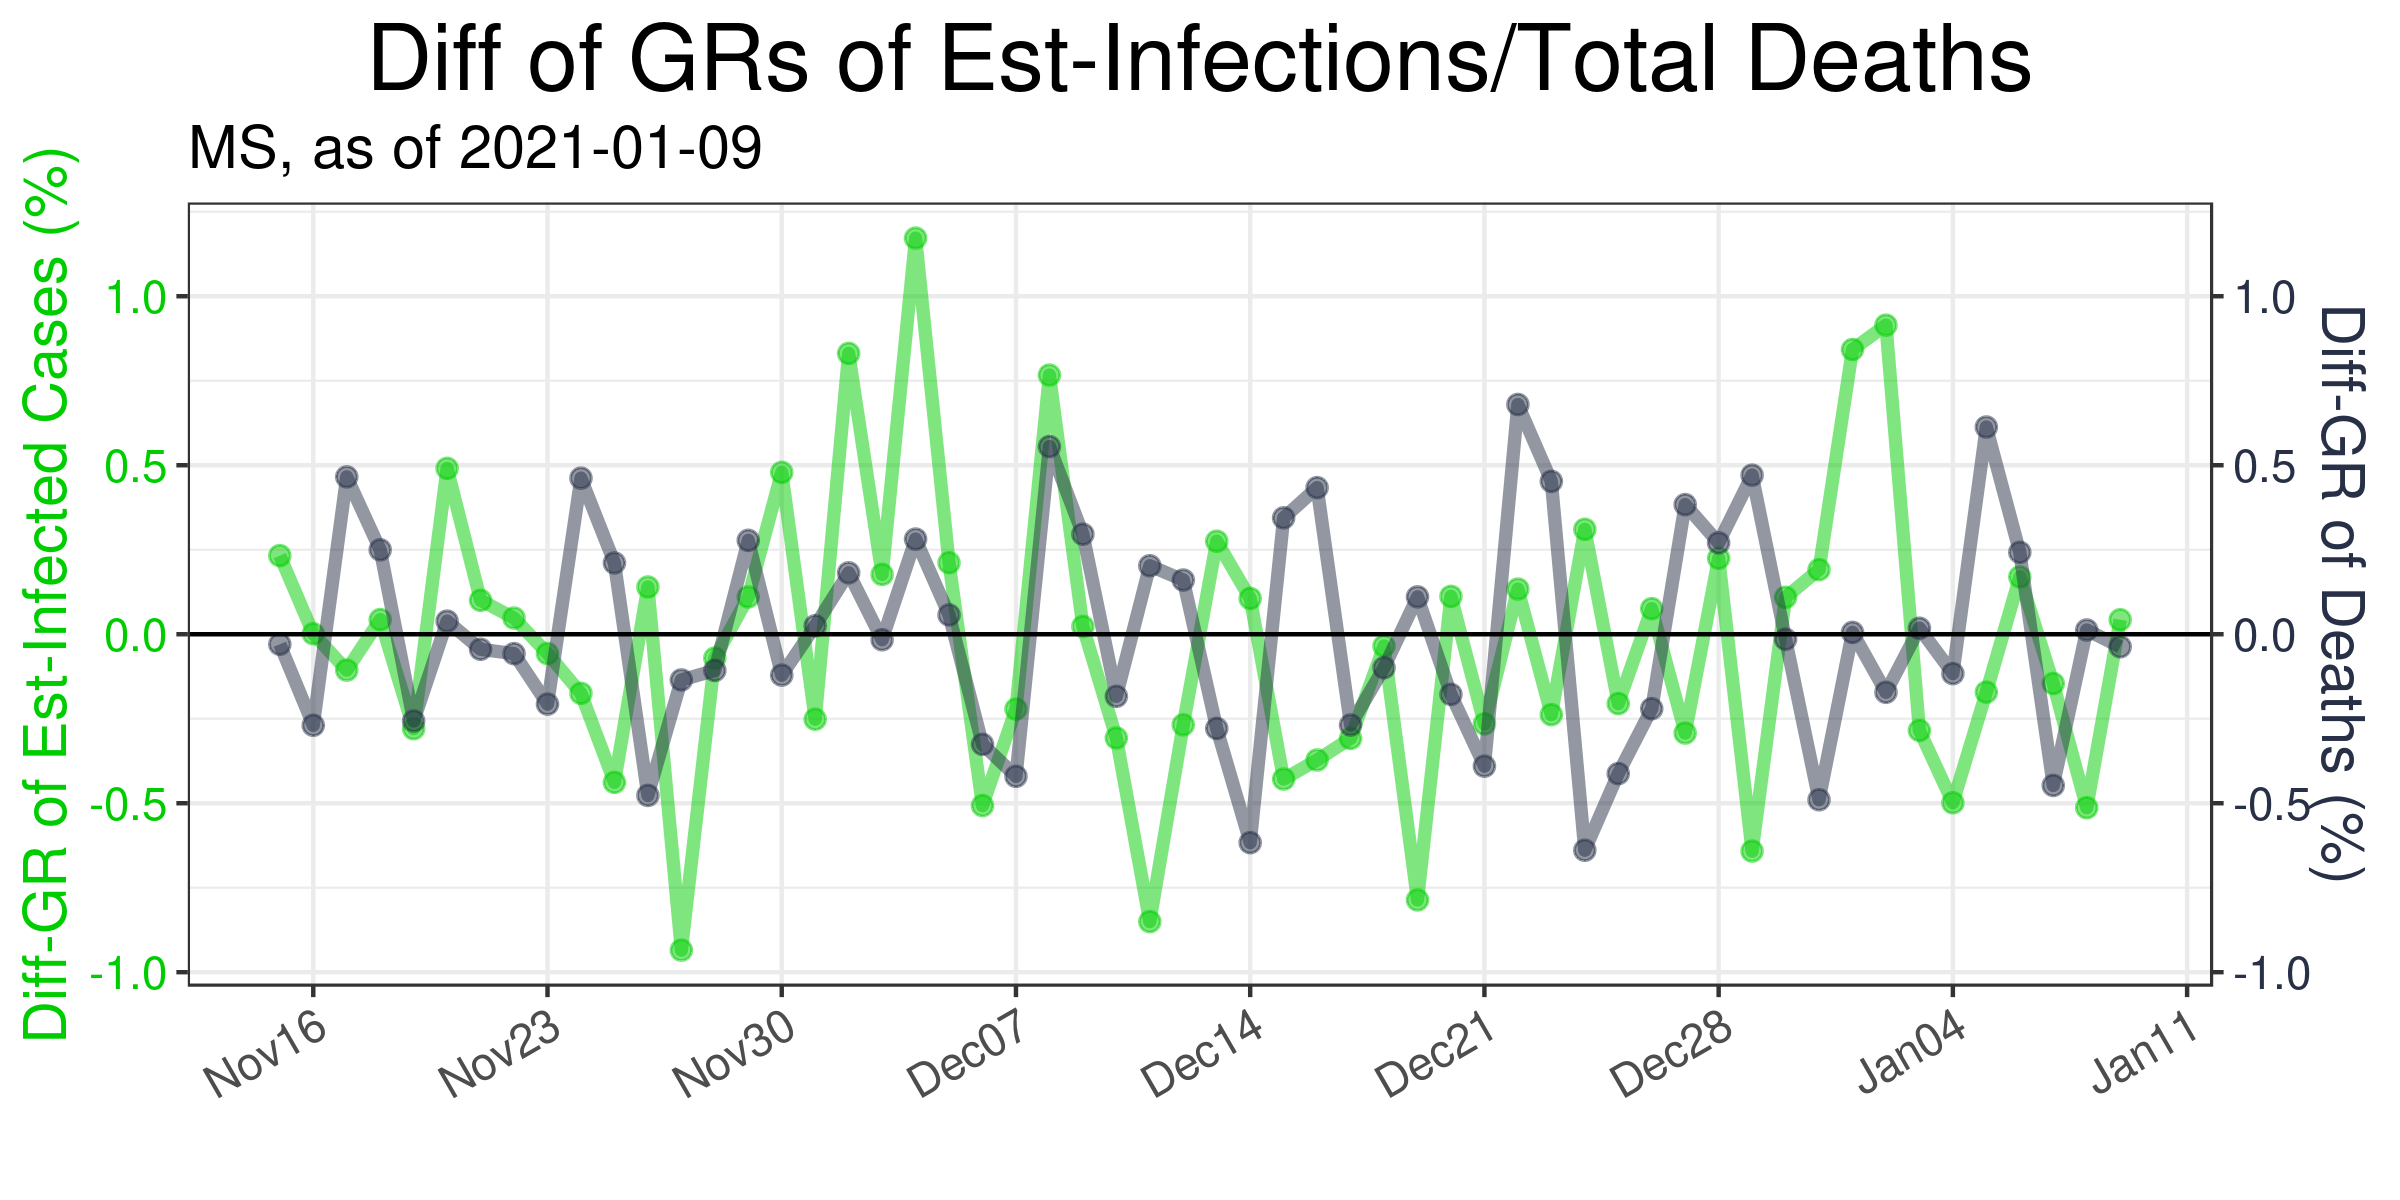 Diff of GRs of Est-Infections/Total Deaths
MS, as of 2021-01-09
Diff-GR of Est-Infected Cases (%)
1.0
0.5
0.0
-0.5
-1.0
1.0
0.5
0.0
-0.5
-1.0
Diff-GR of Deaths (%)
Nov16
Nov23
Nov30
Dec07
Dec14
Dec21
Dec28
Jan04
Jan11